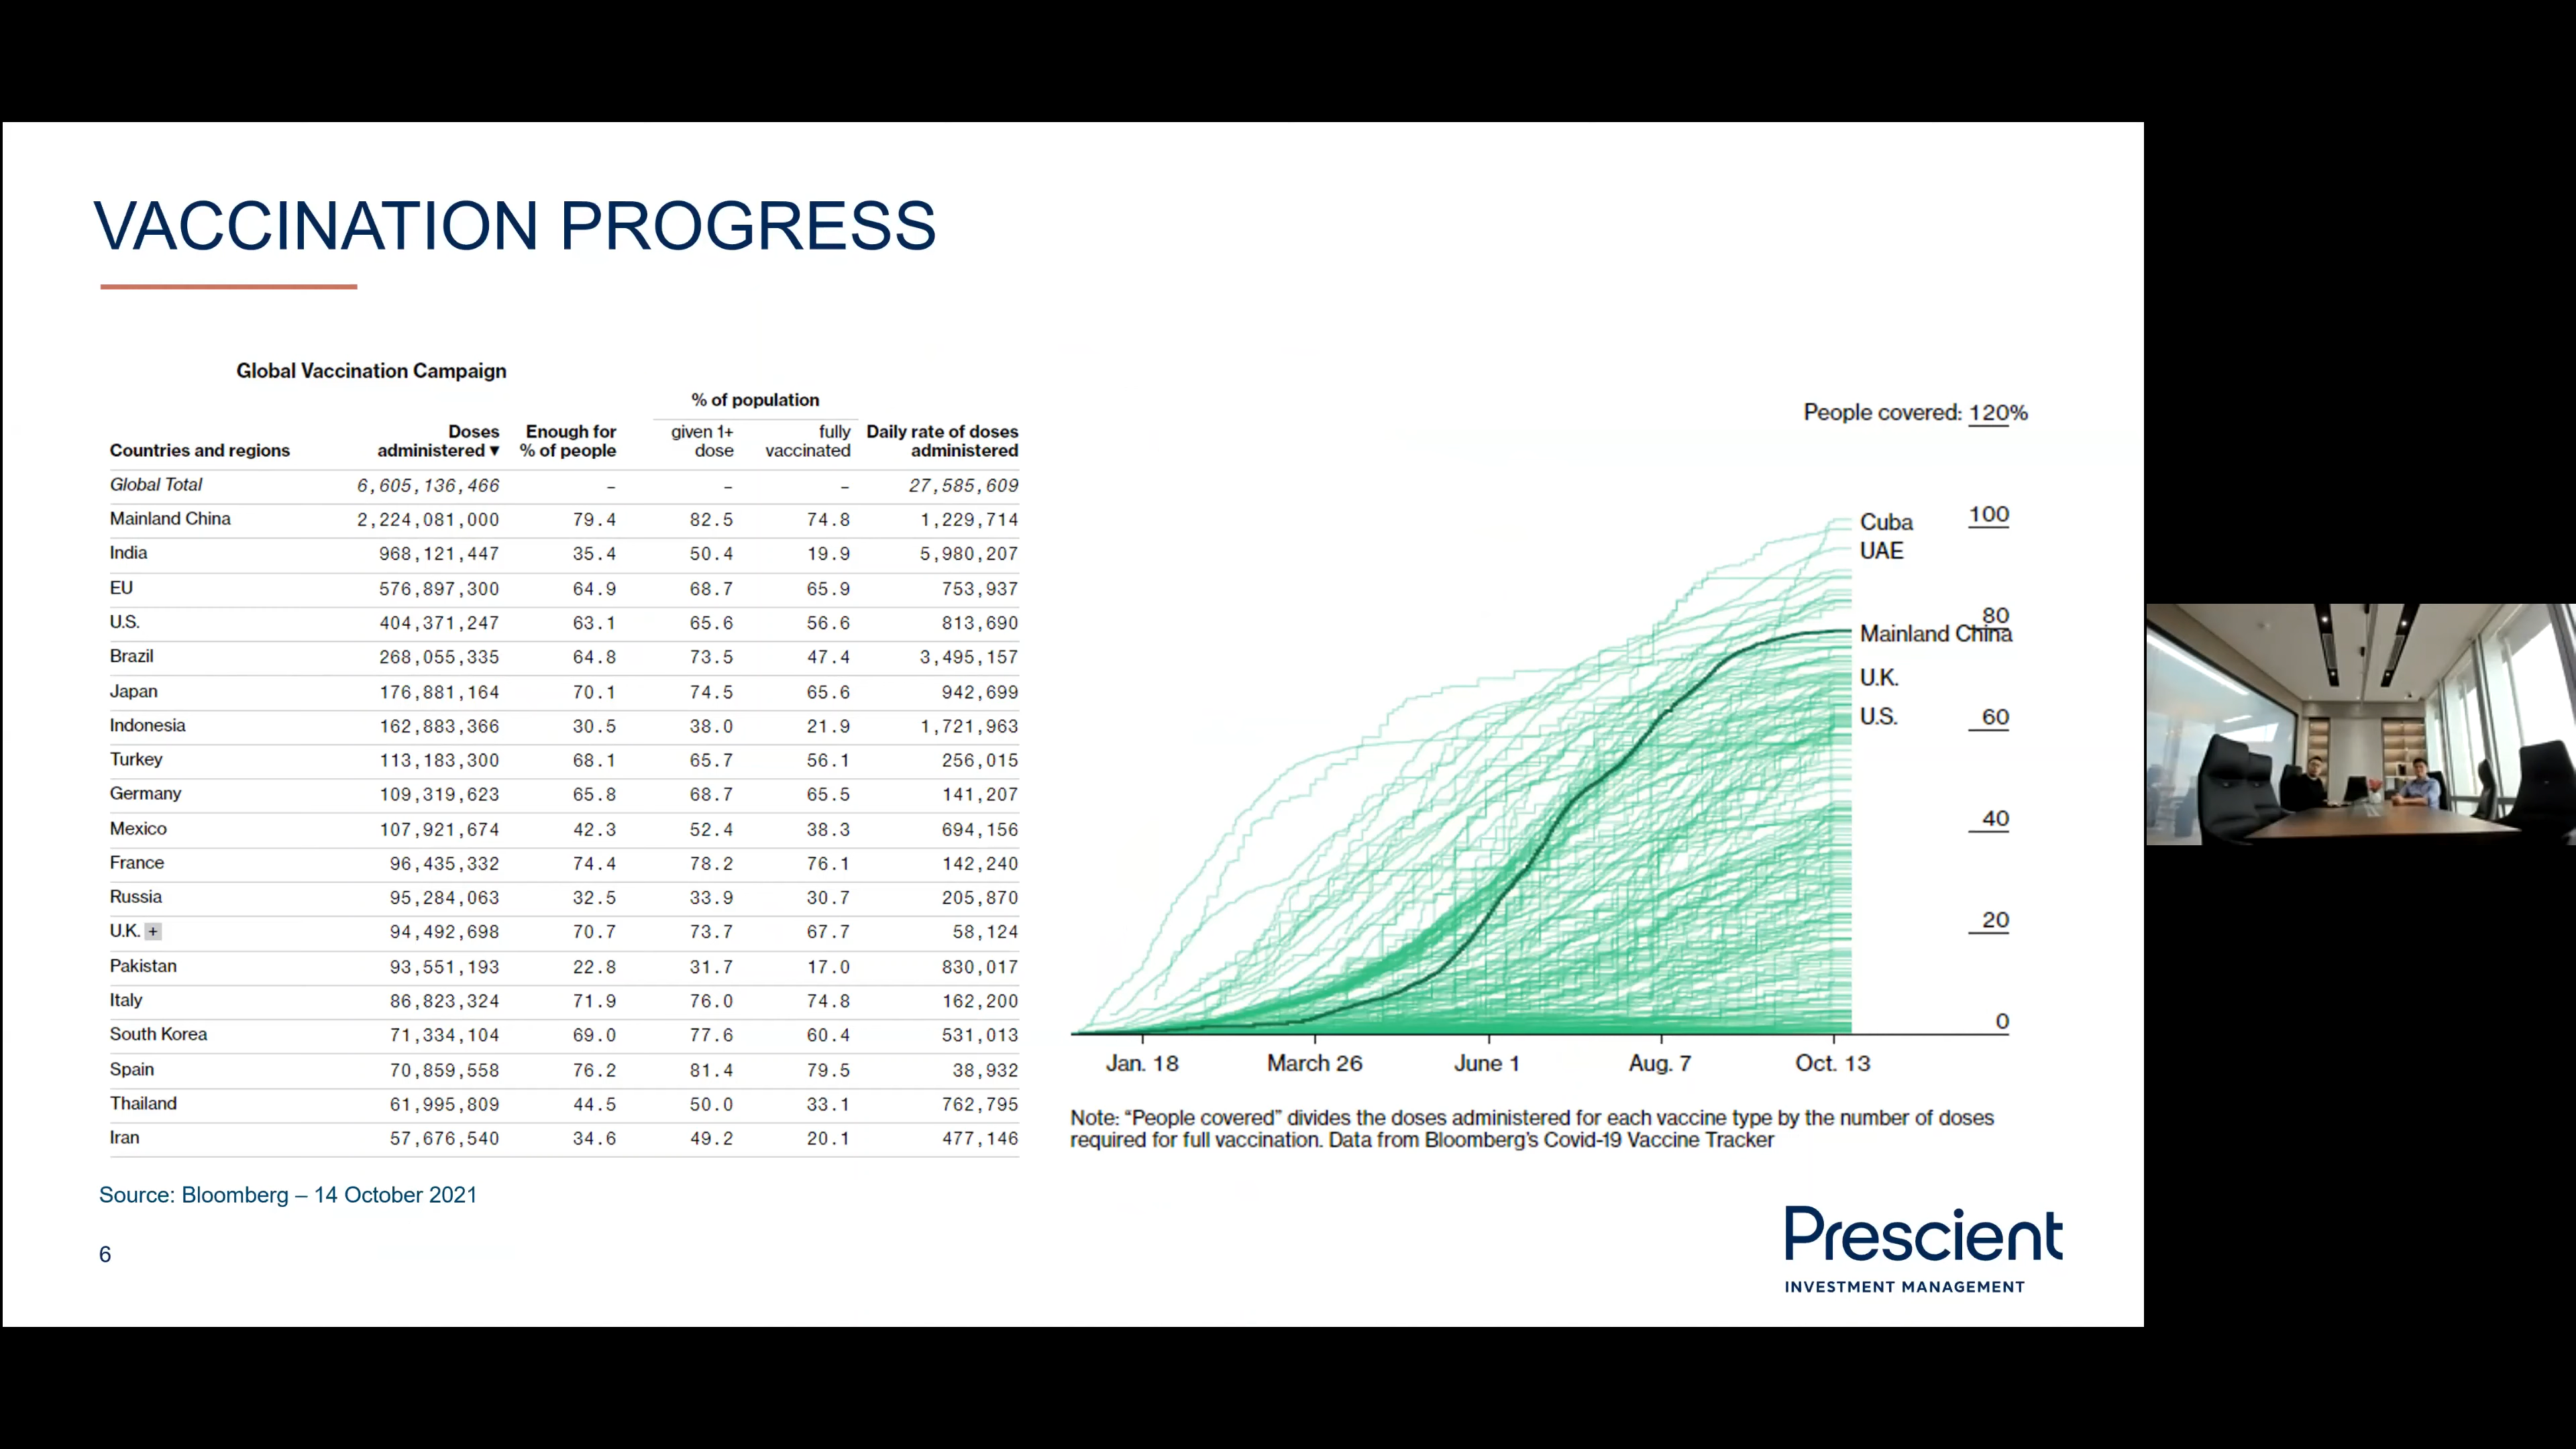 VACCINATION PROGRESS
Global Vaccination Campaign
% of population
Countries and regions Doses administered ▼ Enough for % of people given 1+ dose fully vaccinated Daily rate of doses administered
Global Total 6,605,136,466 – – – 27,585,609
Mainland China 2,224,081,000 79.4 82.5 74.8 1,229,714
India 968,121,447 35.4 50.4 19.9 5,980,207
EU 576,897,300 64.9 68.7 65.9 753,937
U.S. 404,371,247 63.1 65.6 56.6 813,690
Brazil 268,055,335 64.8 73.5 47.4 3,495,157
Japan 176,881,164 70.1 74.5 65.6 942,699
Indonesia 162,883,366 30.5 38.0 21.9 1,721,963
Turkey 113,183,300 68.1 65.7 56.1 256,015
Germany 109,319,623 65.8 68.7 65.5 141,207
Mexico 107,921,674 42.3 52.4 38.3 694,156
France 96,435,332 74.4 78.2 76.1 142,240
Russia 95,284,063 32.5 33.9 30.7 205,870
U.K. + 94,492,698 70.7 73.7 67.7 58,124
Pakistan 93,551,193 22.8 31.7 17.0 830,017
Italy 86,823,324 71.9 76.0 74.8 162,200
South Korea 71,334,104 69.0 77.6 60.4 531,013
Spain 70,859,558 76.2 81.4 79.5 38,932
Thailand 61,995,809 44.5 50.0 33.1 762,795
Iran 57,676,540 34.6 49.2 20.1 477,146
People covered: 120%
Cuba 100
UAE
80
Mainland China
U.K.
U.S. 60
40
20
0
Jan. 18 March 26 June 1 Aug. 7 Oct. 13
Note: “People covered” divides the doses administered for each vaccine type by the number of doses
required for full vaccination. Data from Bloomberg’s Covid-19 Vaccine Tracker
Source: Bloomberg – 14 October 2021
6
Prescient
INVESTMENT MANAGEMENT